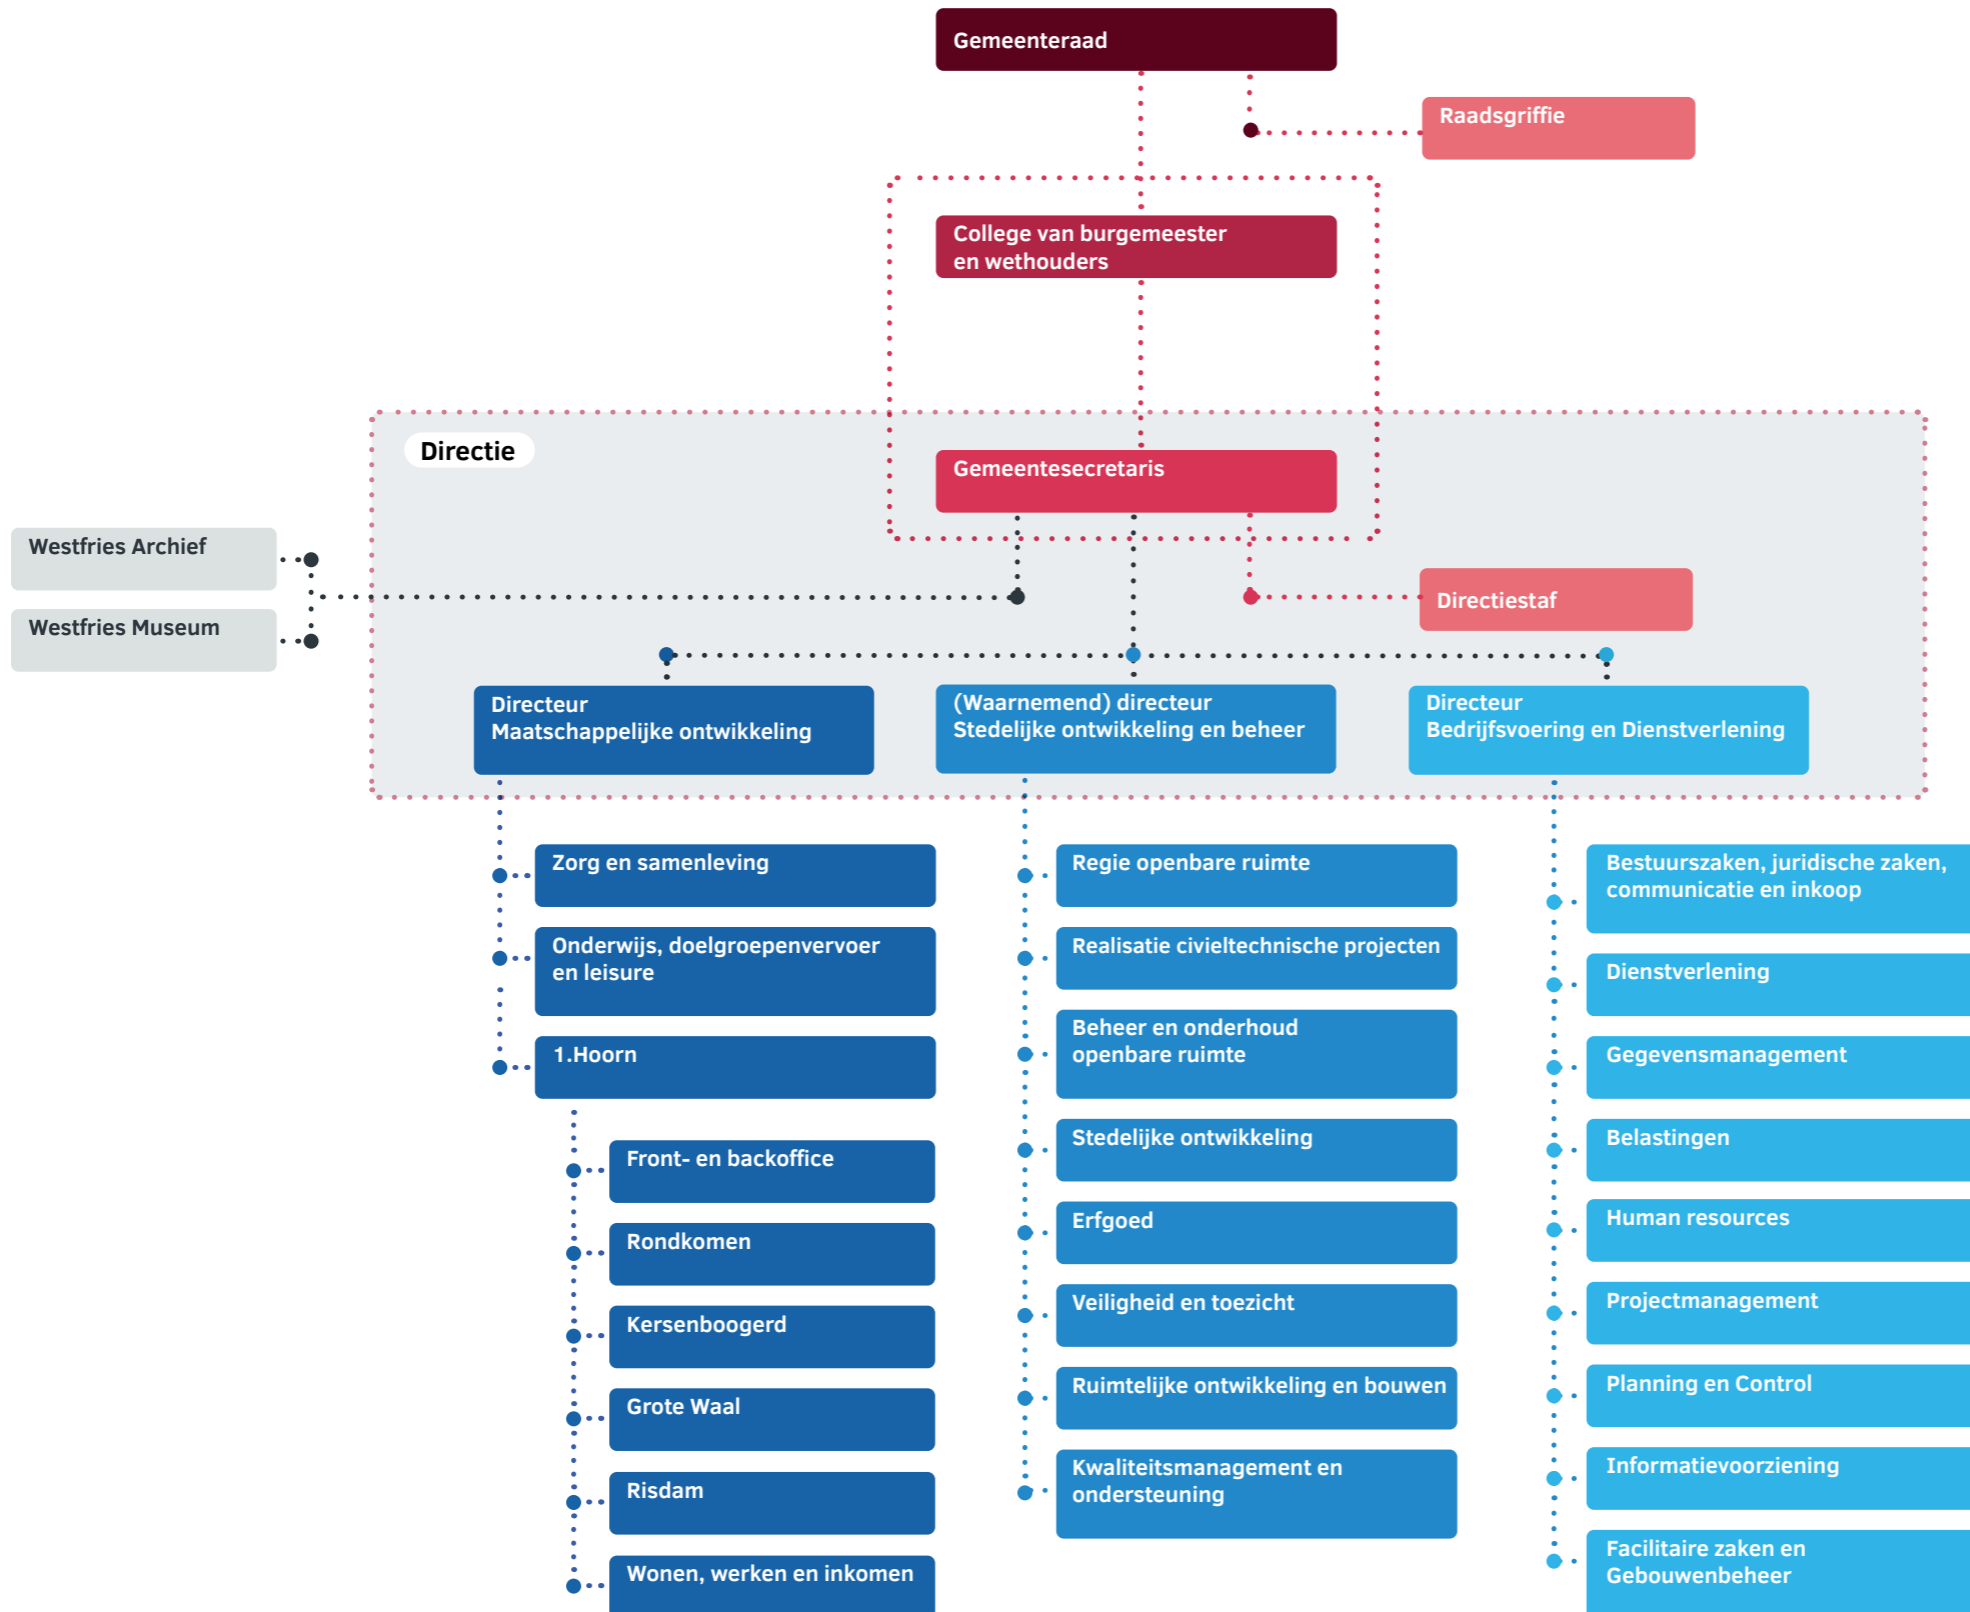 Gemeenteraad
Raadsgriffie
College van burgemeester
en wethouders
Directie
Gemeentesecretaris
Westfries Archief
Westfries Museum
Directiestaf
Directeur
Maatschappelijke ontwikkeling
(Waarnemend) directeur
Stedelijke ontwikkeling en beheer
Directeur
Bedrijfsvoering en Dienstverlening
Zorg en samenleving
Onderwijs, doelgroepenvervoer
en leisure
1.Hoorn
Front- en backoffice
Rondkomen
Kersenboogerd
Grote Waal
Risdam
Wonen, werken en inkomen
Regie openbare ruimte
Realisatie civieltechnische projecten
Beheer en onderhoud
openbare ruimte
Stedelijke ontwikkeling
Erfgoed
Veiligheid en toezicht
Ruimtelijke ontwikkeling en bouwen
Kwaliteitsmanagement en
ondersteuning
Bestuurszaken, juridische zaken,
communicatie en inkoop
Dienstverlening
Gegevensmanagement
Belastingen
Human resources
Projectmanagement
Planning en Control
Informatievoorziening
Facilitaire zaken en
Gebouwenbeheer